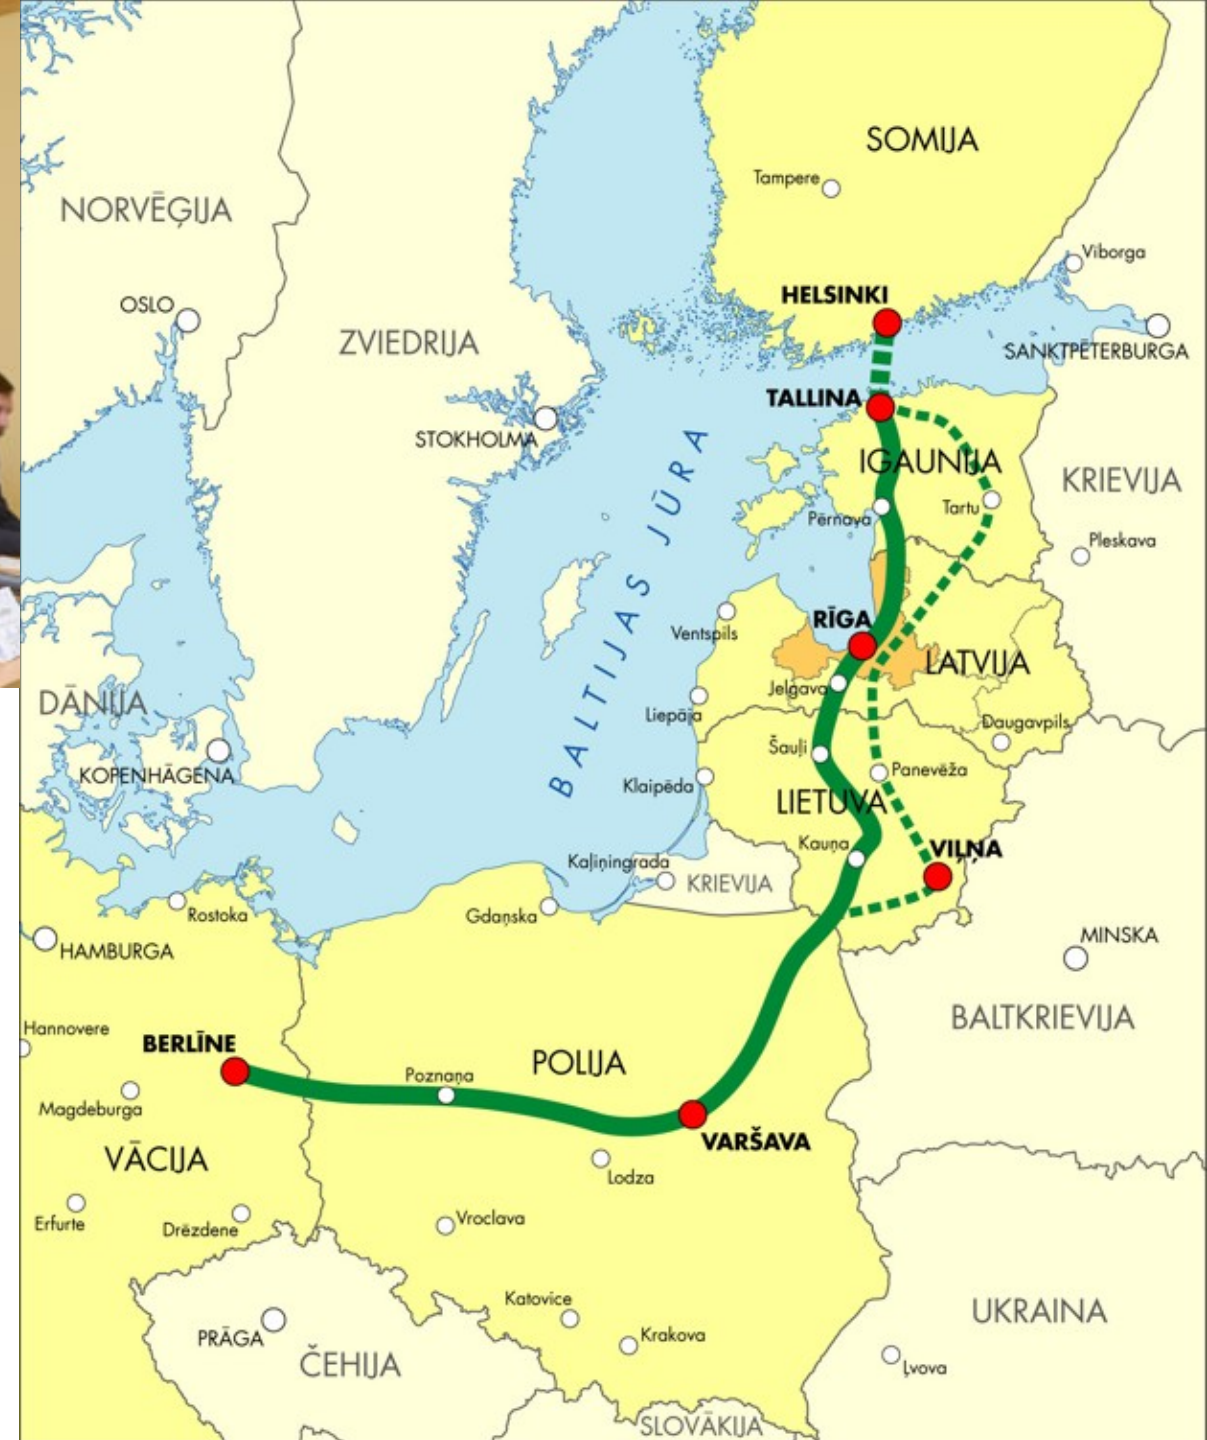 SOMIJA
Tampere
NORVĒĢIJA
Viborga
HELSINKI
OSLO
ZVIEDRIJA
SANKTPĒTERBURGA
TALLINA
STOKHOLMA
IGAUNIJA
KRIEVIJA
BALTIJAS JŪRA
Pērnava
Tartu
Pleskava
RĪGA
Ventspils
LATVIJA
Jelgava
DĀNIJA
Liepāja
Daugavpils
Šauļi
KOPENHĀGENA
Klaipēda
Panevēža
LIETUVA
Kauņa
VIĻŅA
Kaļiņingrada
KRIEVIJA
Rostoka
Gdaņska
HAMBURGA
MINSKA
BALTKRIEVIJA
Hannovere
BERLĪNE
POLIJA
Poznaņa
Magdeburga
VARŠAVA
VĀCIJA
Lodza
Erfurte
Drēzdene
Vroclava
Katovice
UKRAINA
PRĀGA
Krakova
ČEHIJA
Ļvova
SLOVĀKIJA